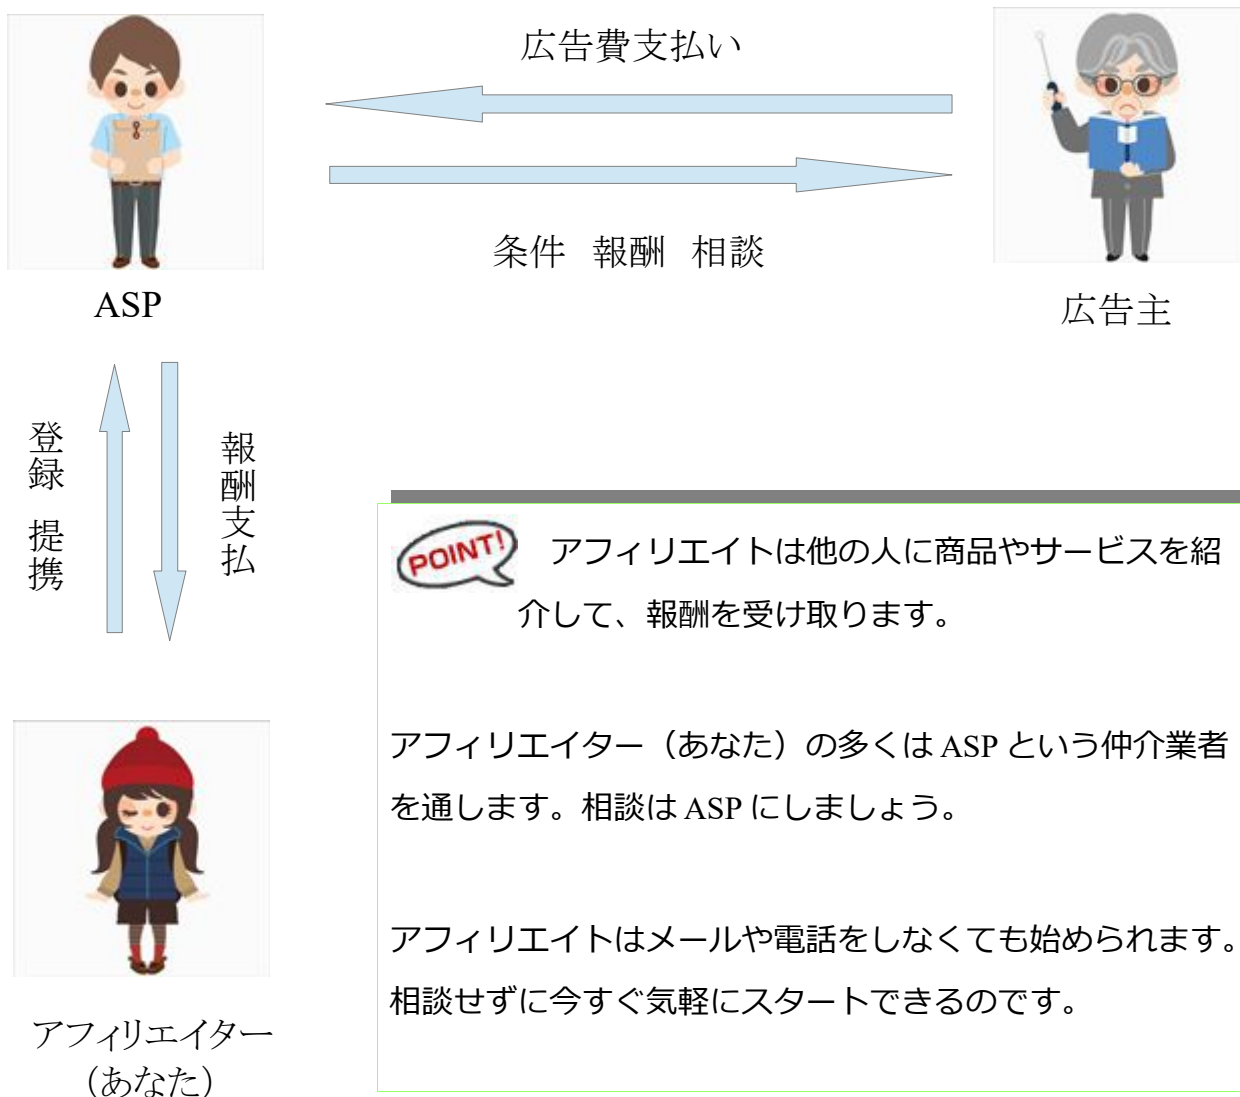 広告費支払い
条件 報酬 相談
ASP
広告主
登録 提携
報酬支払
POINT!
アフィリエイトは他の人に商品やサービスを紹
介して、報酬を受け取ります。
アフィリエイター（あなた）の多くは ASP という仲介業者
を通します。相談は ASP にしましょう。
アフィリエイトはメールや電話をしなくても始められます。
相談せずに今すぐ気軽にスタートできるのです。
アフィリエイター
（あなた）